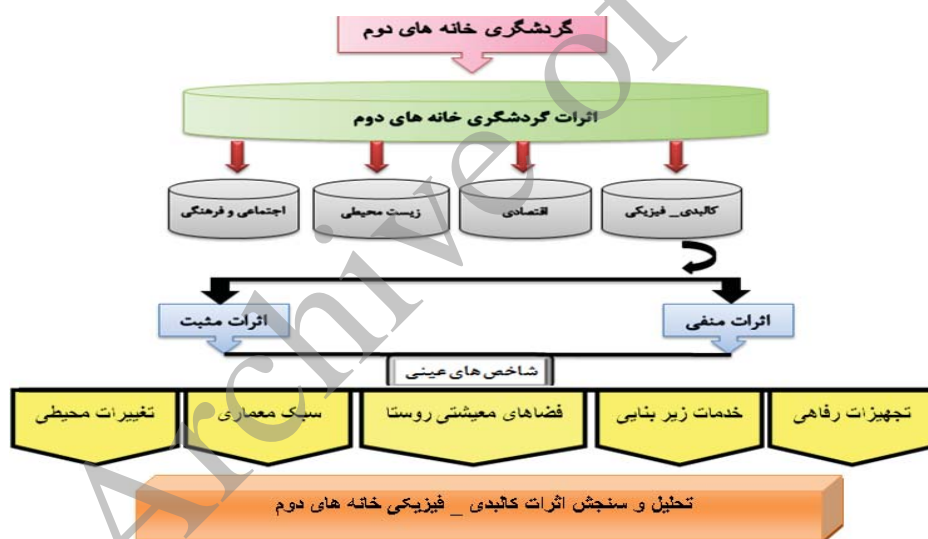 گردشگری خانه های دوم
اثرات گردشگری خانه های دوم
کالبدی_ فیزیکی
اقتصادی
زیست محیطی
اجتماعی و فرهنگی
اثرات منفی
اثرات مثبت
شاخص های عینی
تجهیزات رفاهی
خدمات زیر بنایی
فضاهای معیشتی روستا
سبک معماری
تغییرات محیطی
تحلیل و سنجش اثرات کالبدی _ فیزیکی خانه های دوم
Archive of